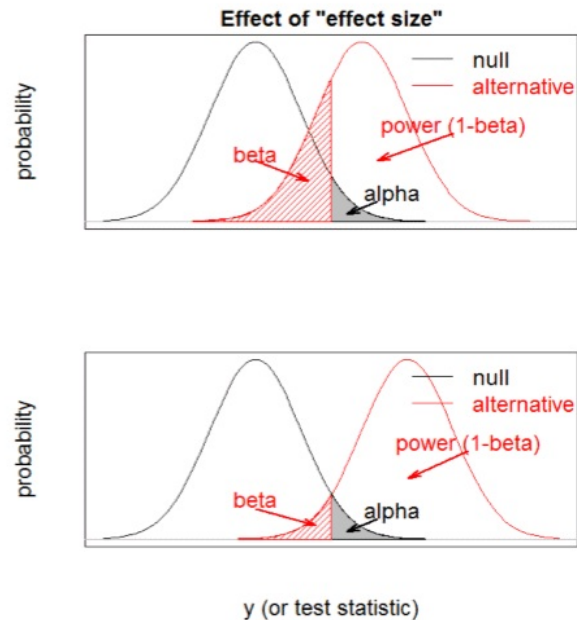 Effect of "effect size"
probability
null
alternative
power (1-beta)
beta
alpha
probability
null
alternative
power (1-beta)
beta
alpha
y (or test statistic)